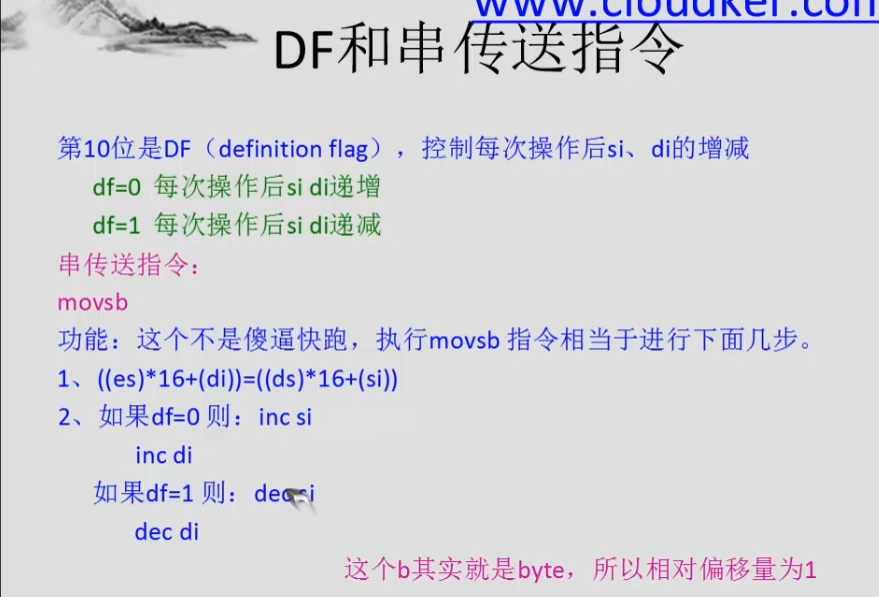 www.cloudker.com
DF和串传送指令
第10位是DF（definition flag），控制每次操作后si、di的增减
df=0 每次操作后si di递增
df=1 每次操作后si di递减
串传送指令：
movsb
功能：这个不是傻逼快跑，执行movsb 指令相当于进行下面几步。
1、((es)*16+(di))=((ds)*16+(si))
2、如果df=0 则：inc si
inc di
如果df=1 则：dec si
dec di
这个b其实就是byte，所以相对偏移量为1